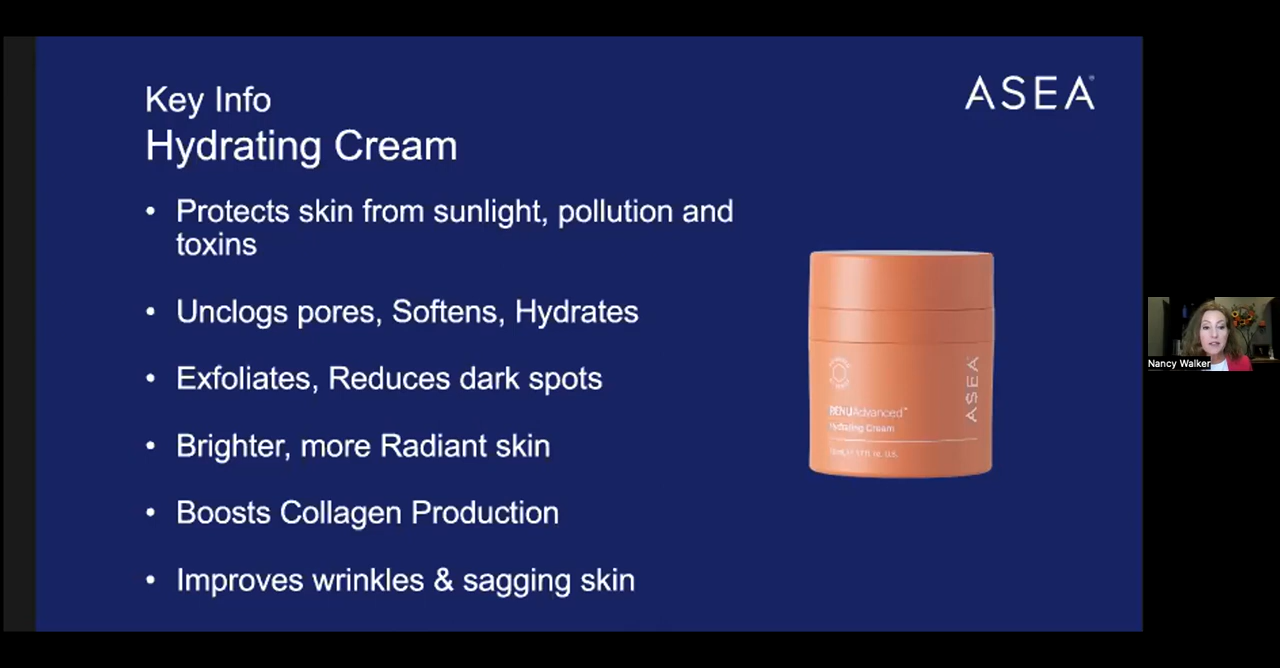 Key Info
Hydrating Cream
ASEA
• Protects skin from sunlight, pollution and
toxins
• Unclogs pores, Softens, Hydrates
• Exfoliates, Reduces dark spots
• Brighter, more Radiant skin
• Boosts Collagen Production
• Improves wrinkles & sagging skin
ASEA
RENUAdvanced™
Hydrating Cream
Nancy Walker